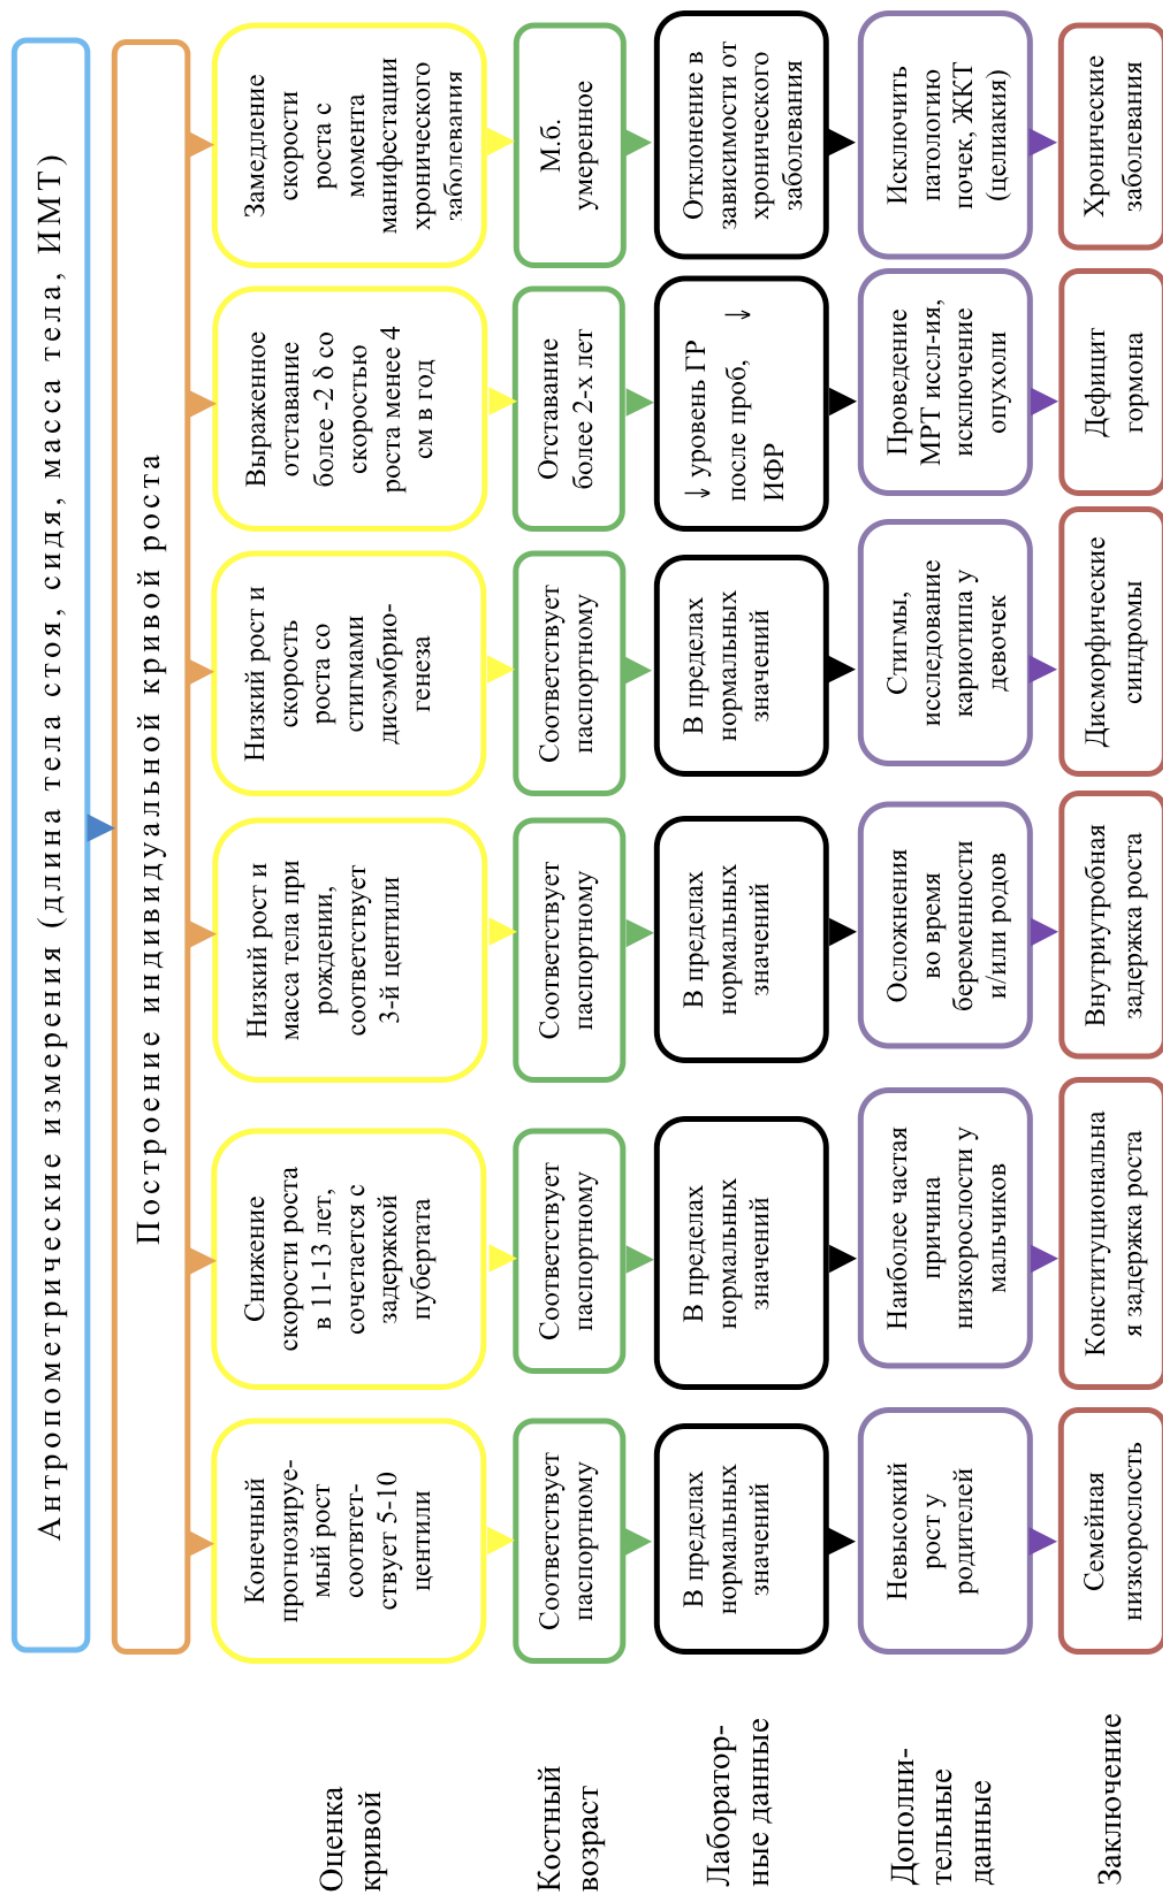 Антропометрические измерения (длина тела стоя, сидя, масса тела, ИМТ)
Построение индивидуальной кривой роста
Оценка
кривой
Конечный
прогнозируе-
мый рост
соотвтет-
ствует 5-10
центили
Снижение
скорости роста
в 11-13 лет,
сочетается с
задержкой
пубертата
Низкий рост и
масса тела при
рождении,
соответствует
3-й центили
Низкий рост и
скорость
роста со
стигмами
дисэмбрио-
генеза
Выраженное
отставание
более -2 δ со
скоростью
роста менее 4
см в год
Замедление
скорости
роста с
момента
манифестации
хронического
заболевания
Костный
возраст
Соответствует
паспортному
Соответствует
паспортному
Соответствует
паспортному
Соответствует
паспортному
Отставание
более 2-х лет
М.б.
умеренное
Лаборатор-
ные данные
В пределах
нормальных
значений
В пределах
нормальных
значений
В пределах
нормальных
значений
В пределах
нормальных
значений
↓ уровень ГР
после проб, ↓
ИФР
Отклонение в
зависимости от
хронического
заболевания
Дополни-
тельные
данные
Невысокий
рост у
родителей
Наиболее частая
причина
низкорослости у
мальчиков
Осложнения
во время
беременности
и/или родов
Стигмы,
исследование
кариотипа у
девочек
Проведение
МРТ иссл-ия,
исключение
опухоли
Исключить
патологию
почек, ЖКТ
(целиакия)
Заключение
Семейная
низкорослость
Конституциональна
я задержка роста
Внутриутробная
задержка роста
Дисморфические
синдромы
Дефицит
гормона
Хронические
заболевания